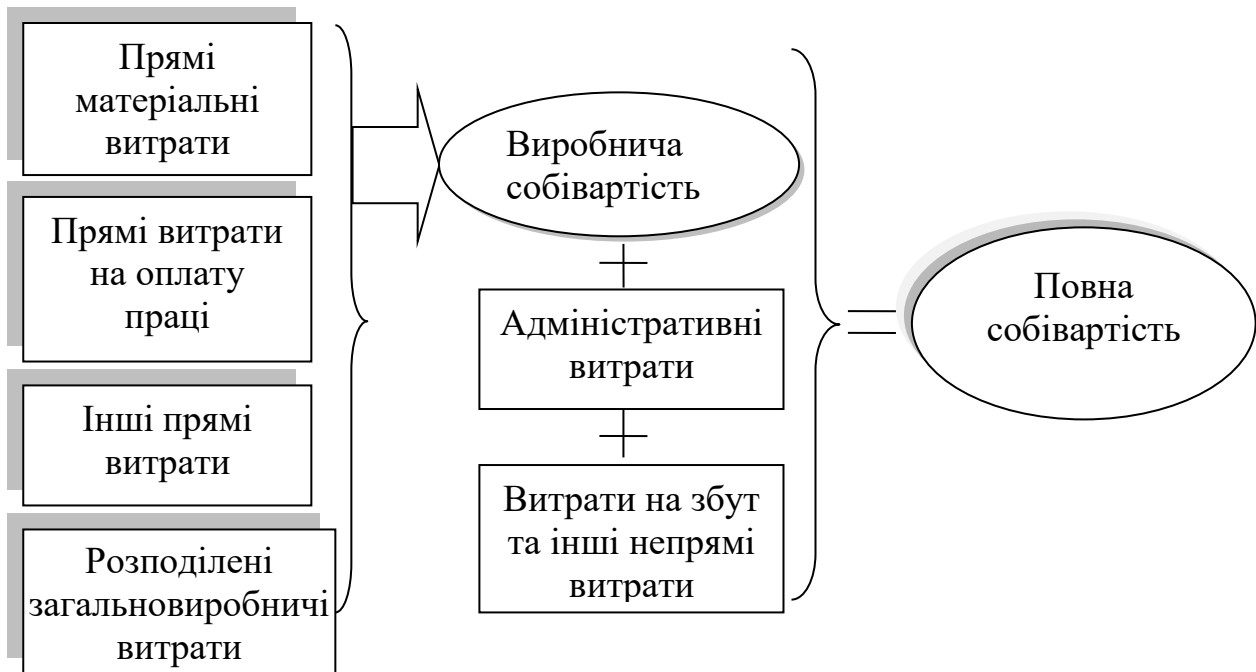 Прямі
матеріальні
витрати
Прямі витрати
на оплату
праці
Інші прямі
витрати
Розподілені
загальновиробничі
витрати
Виробнича
собівартість
Адміністративні
витрати
Витрати на збут
та інші непрямі
витрати
Повна
собівартість